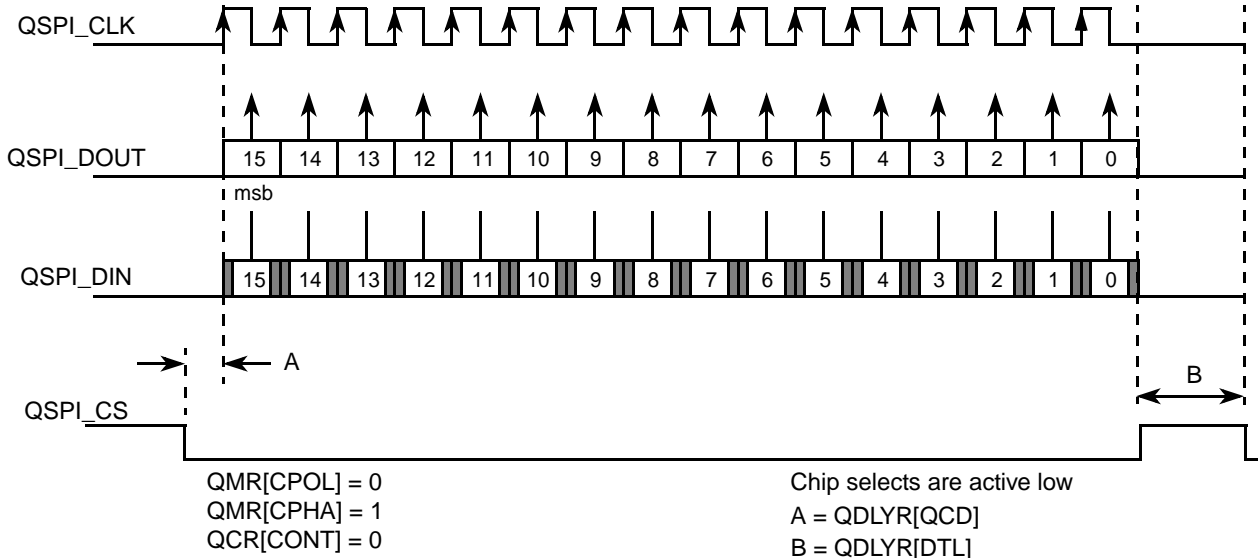 QSPI_CLK
QSPI_DOUT
15 14 13 12 11 10 9 8 7 6 5 4 3 2 1 0
msb
QSPI_DIN
15 14 13 12 11 10 9 8 7 6 5 4 3 2 1 0
A
B
QSPI_CS
QMR[CPOL] = 0
QMR[CPHA] = 1
QCR[CONT] = 0
Chip selects are active low
A = QDLYR[QCD]
B = QDLYR[DTL]